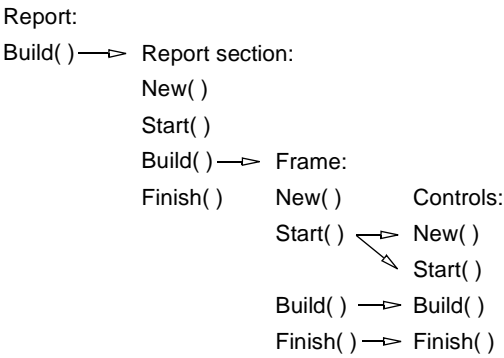 Report:
Build( ) Report section:
New( )
Start( )
Build( ) Frame:
Finish( ) New( ) Controls:
Start( ) New( )
Start( )
Build( ) Build( )
Finish( ) Finish( )